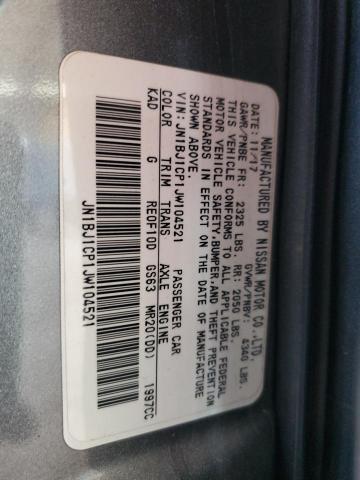 MANUFACTURED BY NISSAN MOTOR CO.,LTD.
DATE: 11/17 GVWR/PNBV: 4340 LBS.
GAWR/PNBE FR: 2325 LBS. RR: 2050 LBS.
THIS VEHICLE CONFORMS TO ALL APPLICABLE FEDERAL
MOTOR VEHICLE SAFETY,BUMPER,AND THEFT PREVENTION
STANDARDS IN EFFECT ON THE DATE OF MANUFACTURE
SHOWN ABOVE.
VIN:JN1BJ1CP1JW104521 PASSENGER CAR
COLOR TRIM TRANS AXLE ENGINE
KAD G RE0F10D GS63 MR20(DD) 1997CC
JN1BJ1CP1JW104521